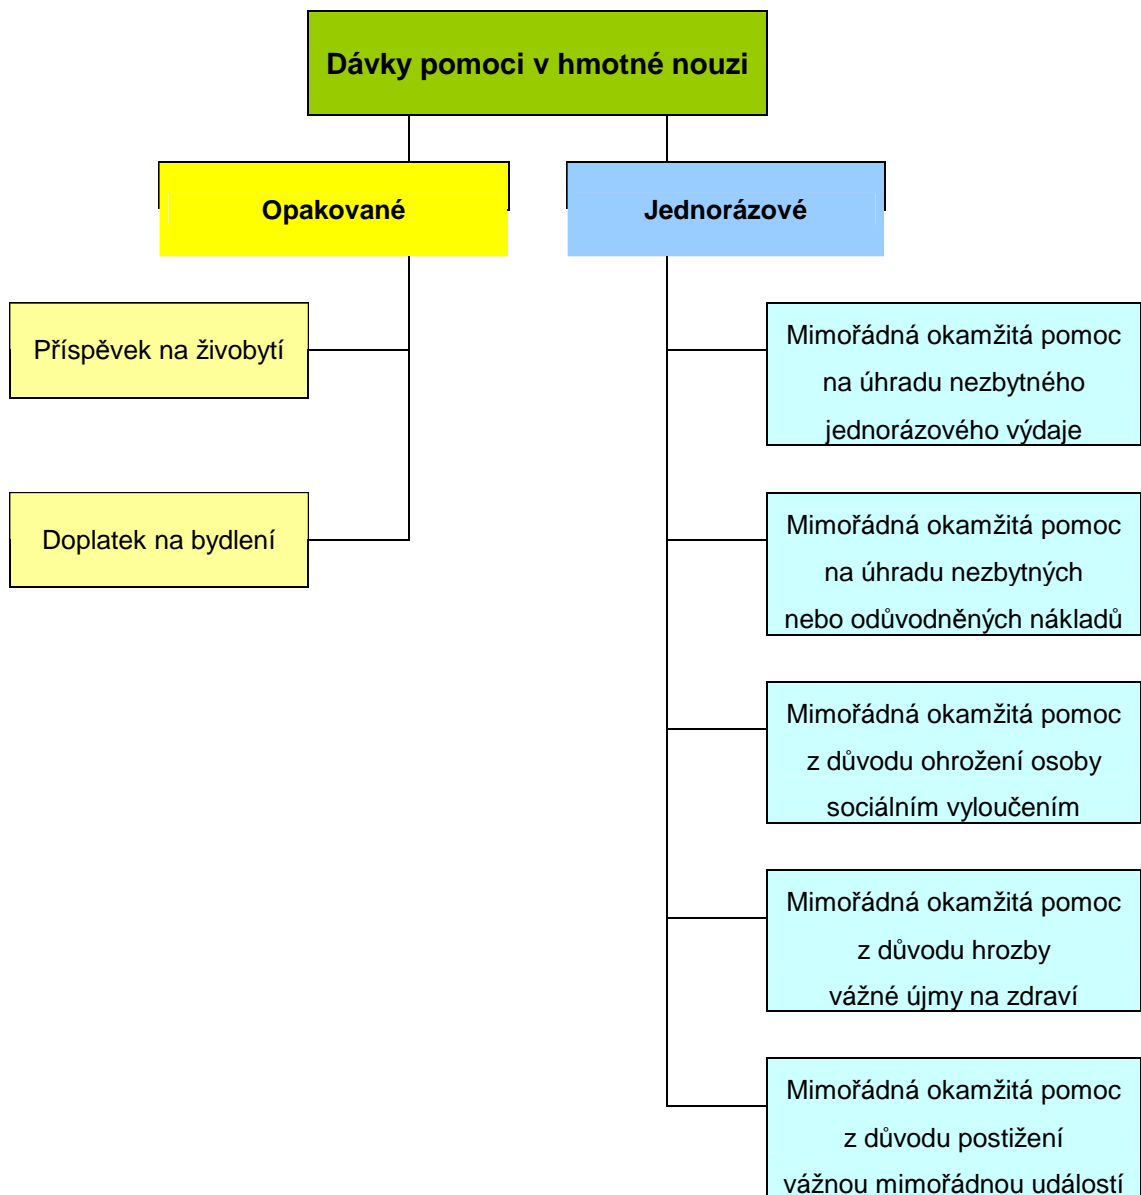 Dávky pomoci v hmotné nouzi
Opakované
Jednorázové
Příspěvek na živobytí
Doplatek na bydlení
Mimořádná okamžitá pomoc
na úhradu nezbytného
jednorázového výdaje
Mimořádná okamžitá pomoc
na úhradu nezbytných
nebo odůvodněných nákladů
Mimořádná okamžitá pomoc
z důvodu ohrožení osoby
sociálním vyloučením
Mimořádná okamžitá pomoc
z důvodu hrozby
vážné újmy na zdraví
Mimořádná okamžitá pomoc
z důvodu postižení
vážnou mimořádnou událostí